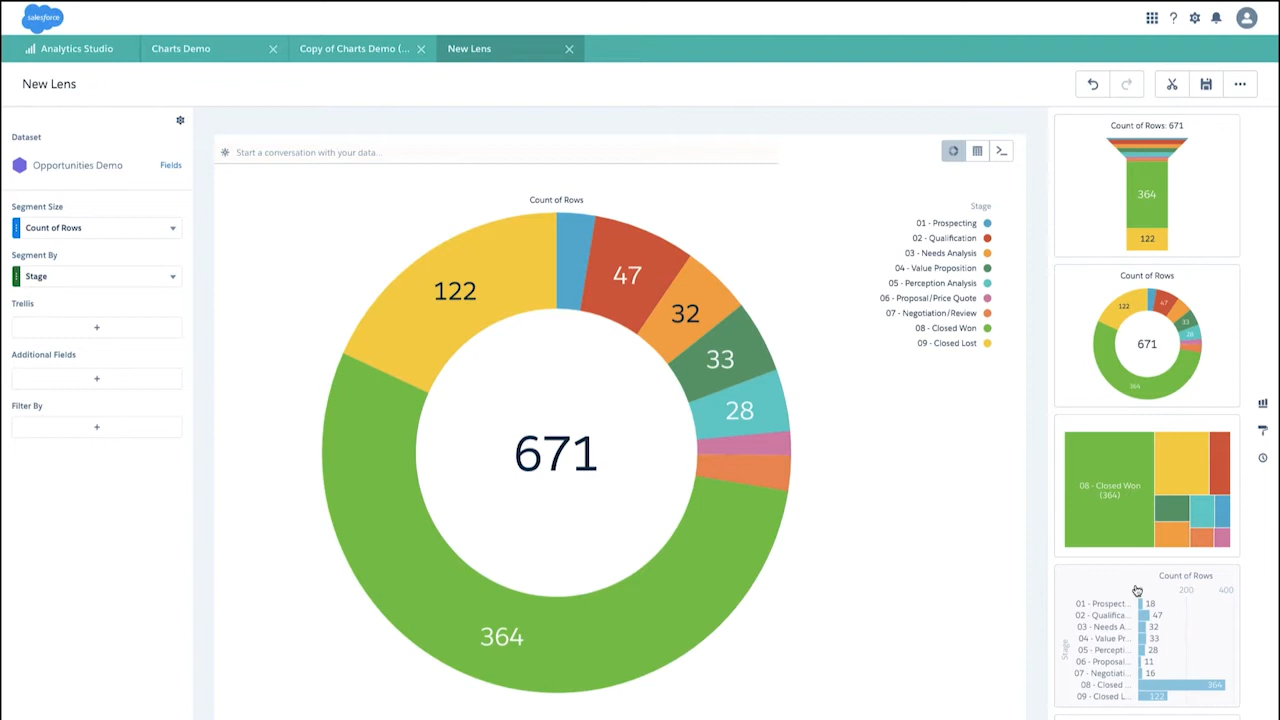 salesforce
?
Analytics Studio
Charts Demo
Copy of Charts Demo (...
New Lens
New Lens
Dataset
Opportunities Demo
Fields
Segment Size
Count of Rows
Segment By
Stage
Trellis
+
Additional Fields
+
Filter By
+
Start a conversation with your data...
Count of Rows
122
47
32
33
28
671
364
Stage
01 - Prospecting
02 - Qualification
03 - Needs Analysis
04 - Value Proposition
05 - Perception Analysis
06 - Proposal/Price Quote
07 - Negotiation/Review
08 - Closed Won
09 - Closed Lost
Count of Rows: 671
364
122
Count of Rows
122
47
33
28
671
364
08 - Closed Won
(364)
Count of Rows
200 400
Stage
01 - Prospect... 18
02 - Qualifica... 47
03 - Needs A... 32
04 - Value Pr... 33
05 - Percepti... 28
06 - Proposal... 11
07 - Negotiati... 16
08 - Closed ... 364
09 - Closed L... 122